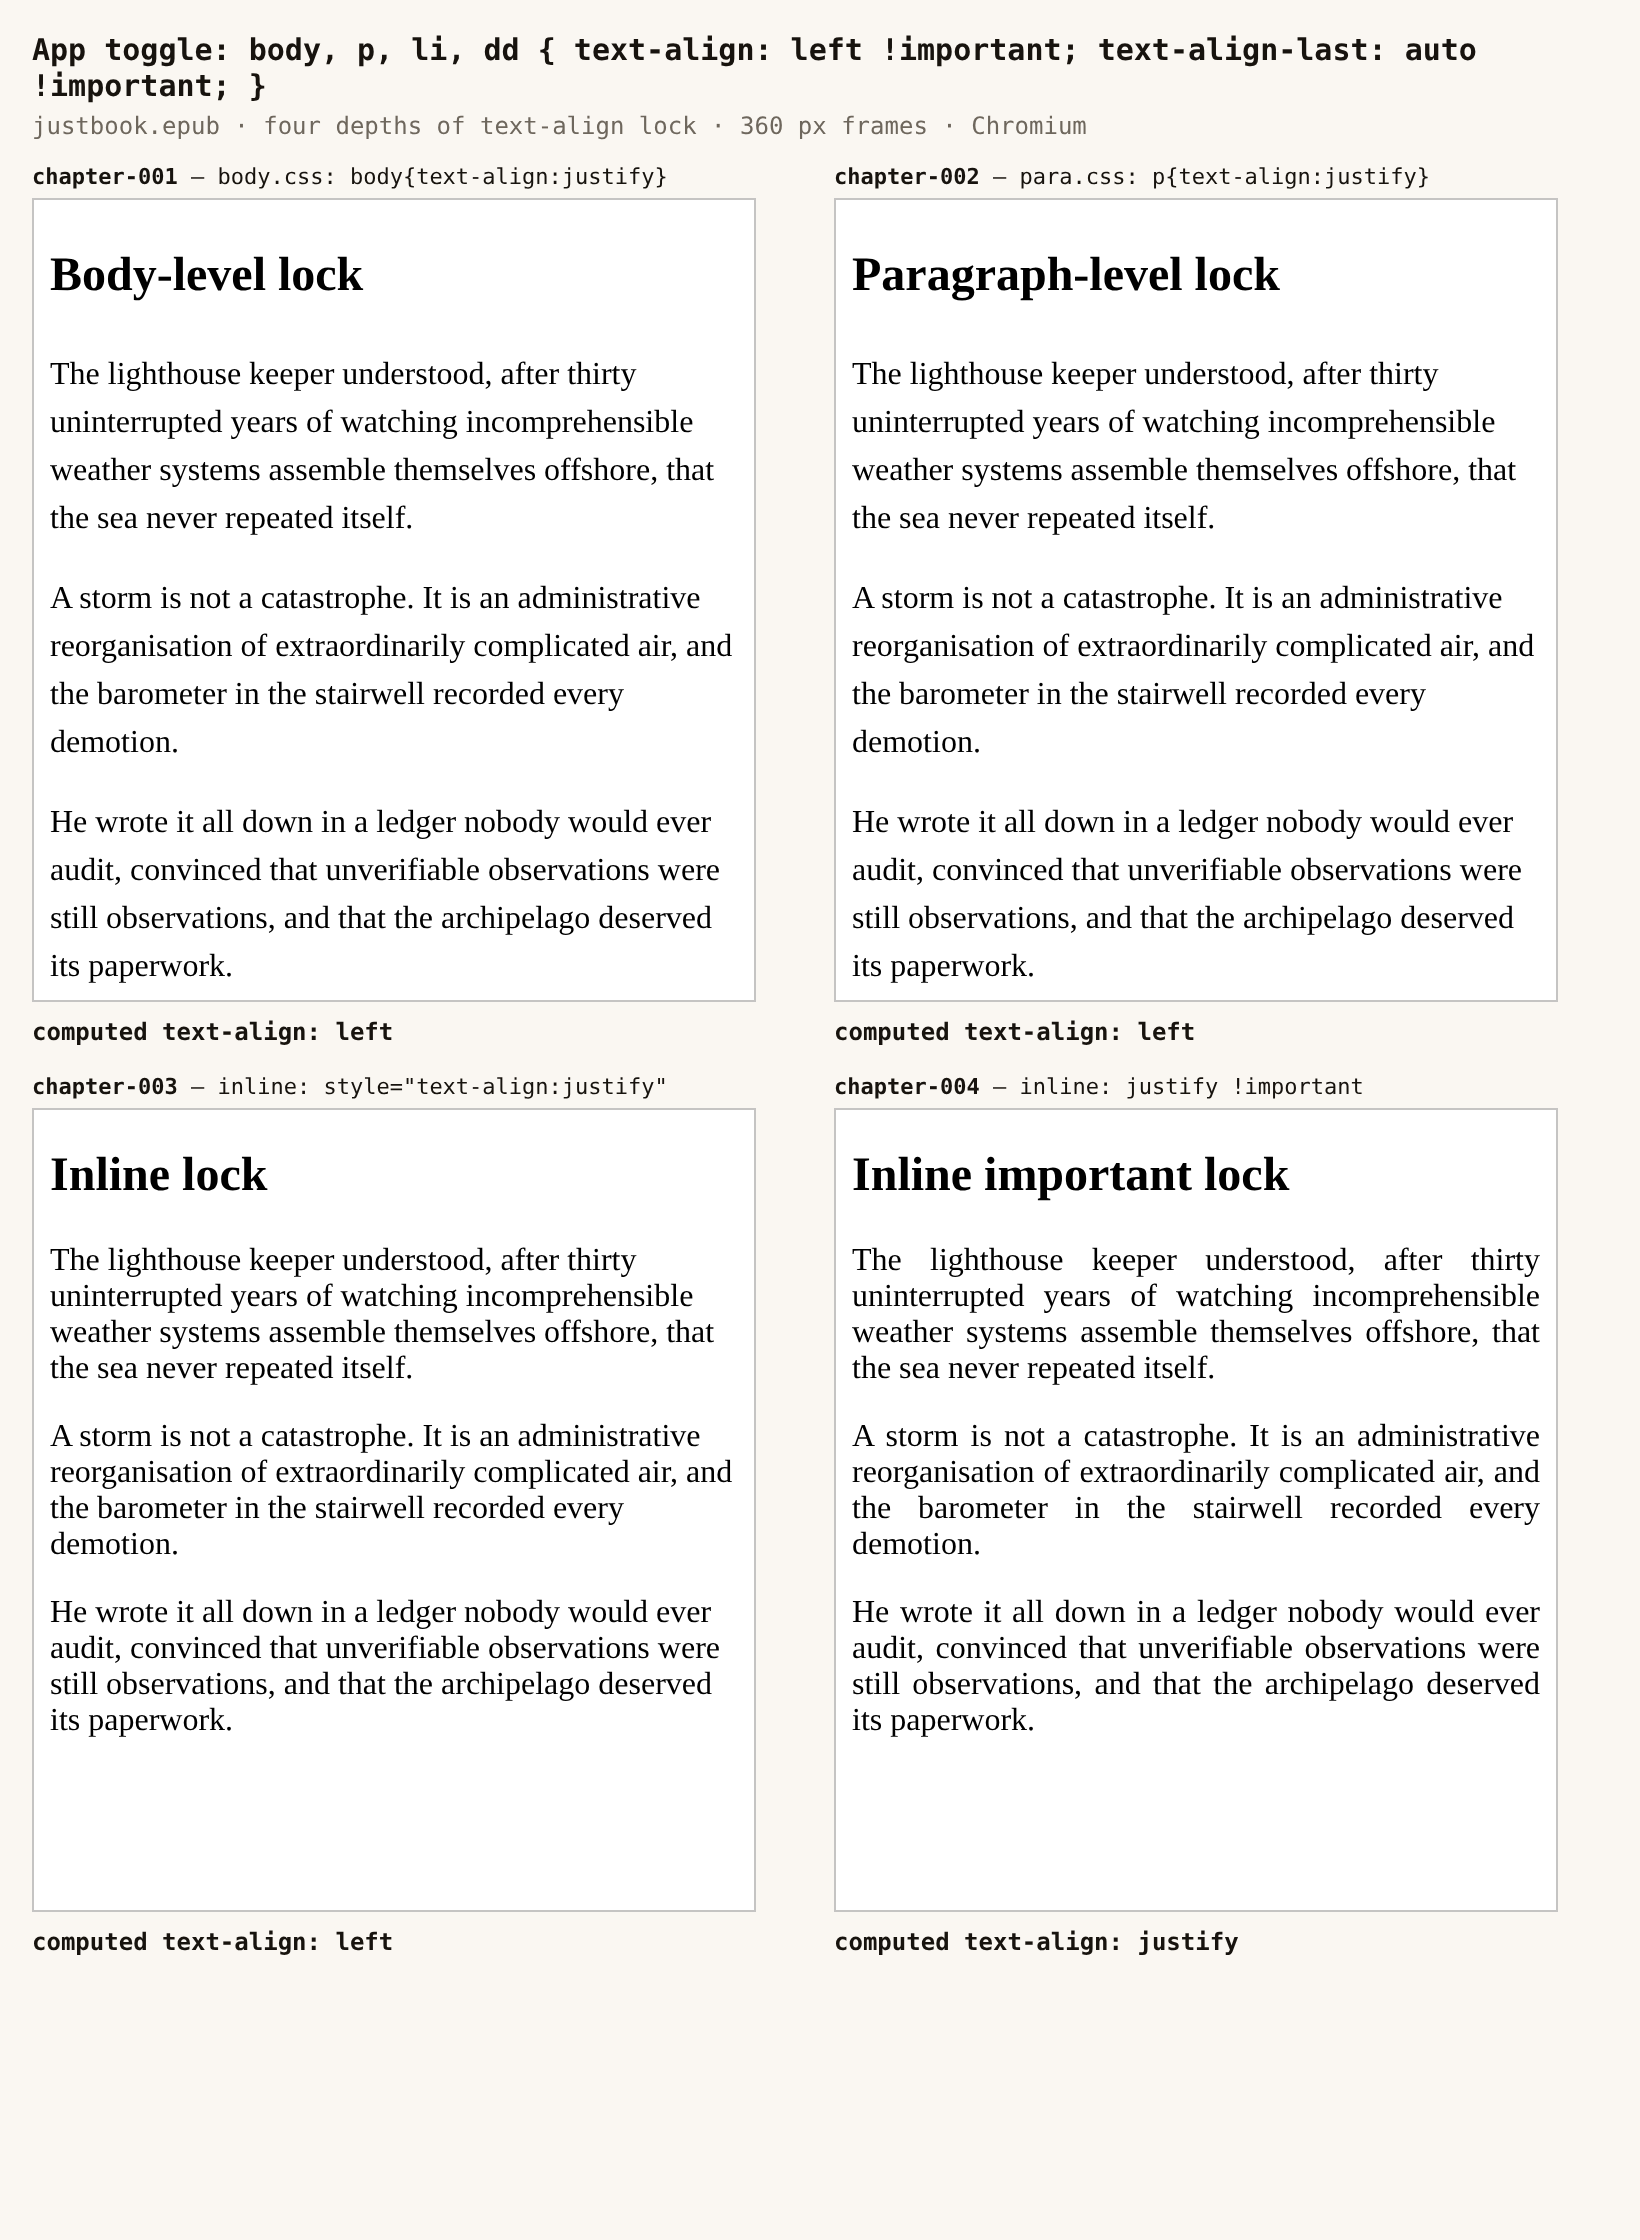 App toggle: body, p, li, dd { text-align: left !important; text-align-last: auto
!important; }
justbook.epub · four depths of text-align lock · 360 px frames · Chromium
chapter-001 — body.css: body{text-align:justify}
Body-level lock
The lighthouse keeper understood, after thirty
uninterrupted years of watching incomprehensible
weather systems assemble themselves offshore, that
the sea never repeated itself.
A storm is not a catastrophe. It is an administrative
reorganisation of extraordinarily complicated air, and
the barometer in the stairwell recorded every
demotion.
He wrote it all down in a ledger nobody would ever
audit, convinced that unverifiable observations were
still observations, and that the archipelago deserved
its paperwork.
computed text-align: left
chapter-002 — para.css: p{text-align:justify}
Paragraph-level lock
The lighthouse keeper understood, after thirty
uninterrupted years of watching incomprehensible
weather systems assemble themselves offshore, that
the sea never repeated itself.
A storm is not a catastrophe. It is an administrative
reorganisation of extraordinarily complicated air, and
the barometer in the stairwell recorded every
demotion.
He wrote it all down in a ledger nobody would ever
audit, convinced that unverifiable observations were
still observations, and that the archipelago deserved
its paperwork.
computed text-align: left
chapter-003 — inline: style="text-align:justify"
Inline lock
The lighthouse keeper understood, after thirty
uninterrupted years of watching incomprehensible
weather systems assemble themselves offshore, that
the sea never repeated itself.
A storm is not a catastrophe. It is an administrative
reorganisation of extraordinarily complicated air, and
the barometer in the stairwell recorded every
demotion.
He wrote it all down in a ledger nobody would ever
audit, convinced that unverifiable observations were
still observations, and that the archipelago deserved
its paperwork.
computed text-align: left
chapter-004 — inline: justify !important
Inline important lock
The lighthouse keeper understood, after thirty
uninterrupted years of watching incomprehensible
weather systems assemble themselves offshore, that
the sea never repeated itself.
A storm is not a catastrophe. It is an administrative
reorganisation of extraordinarily complicated air, and
the barometer in the stairwell recorded every
demotion.
He wrote it all down in a ledger nobody would ever
audit, convinced that unverifiable observations were
still observations, and that the archipelago deserved
its paperwork.
computed text-align: justify